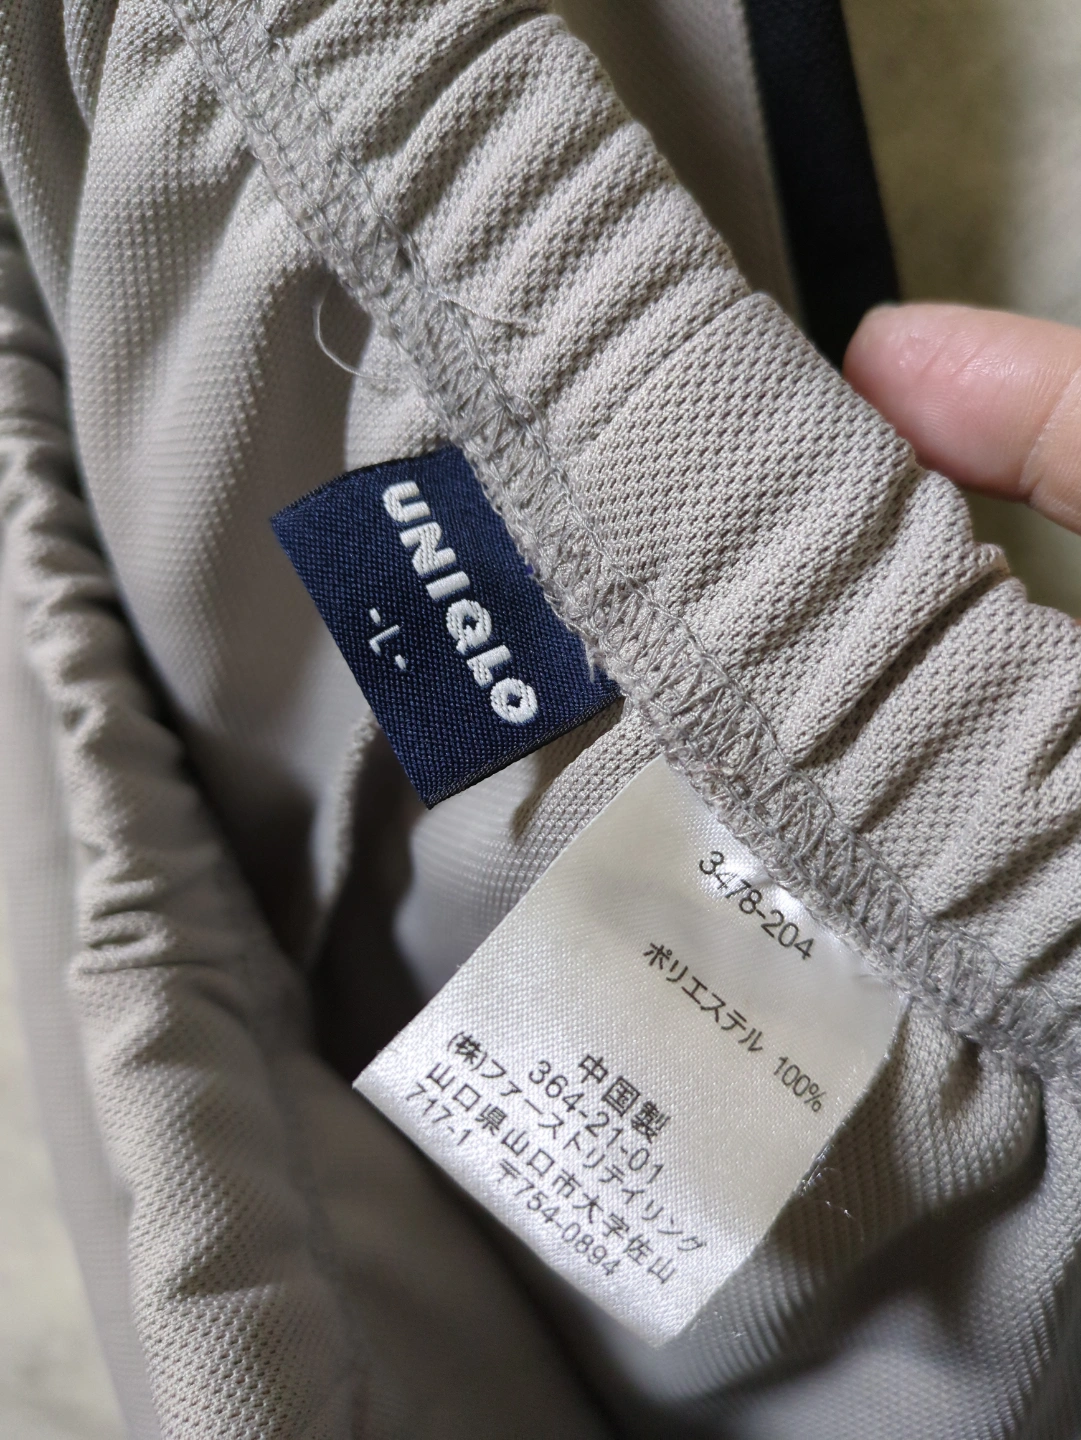 UNIQLO
-L-
3478-204
ポリエステル 100%
中国製
364-21-01
(株)ファーストリテイリング
山口県山口市大字佐山
717-1 〒754-0894